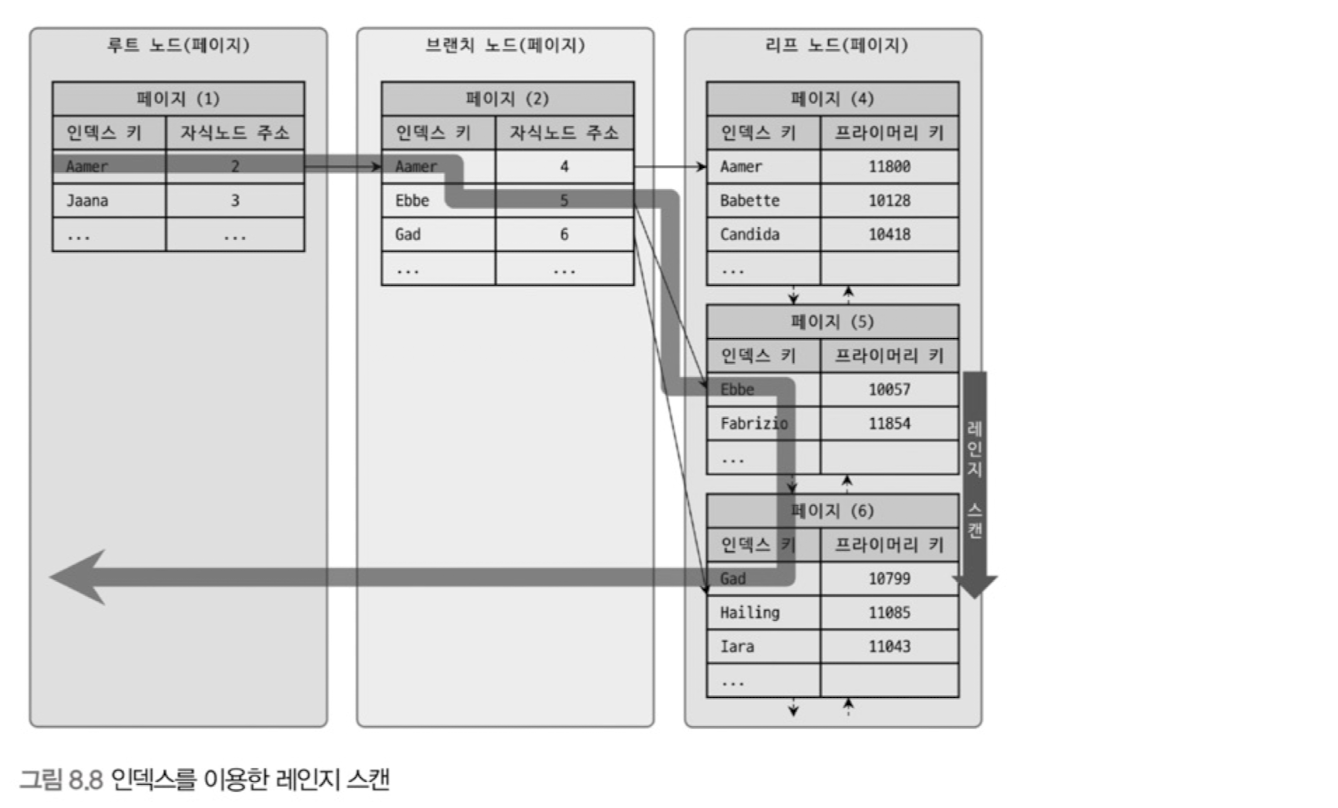 루트 노드(페이지)
페이지 (1)
인덱스 키 자식노드 주소
Aamer 2
Jaana 3
... ...
브랜치 노드(페이지)
페이지 (2)
인덱스 키 자식노드 주소
Aamer 4
Ebbe 5
Gad 6
... ...
리프 노드(페이지)
페이지 (4)
인덱스 키 프라이머리 키
Aamer 11800
Babette 10128
Candida 10418
...
페이지 (5)
인덱스 키 프라이머리 키
Ebbe 10057
Fabrizio 11854
...
페이지 (6)
인덱스 키 프라이머리 키
Gad 10799
Hailing 11085
Iara 11043
...
레인지 스캔
그림 8.8 인덱스를 이용한 레인지 스캔